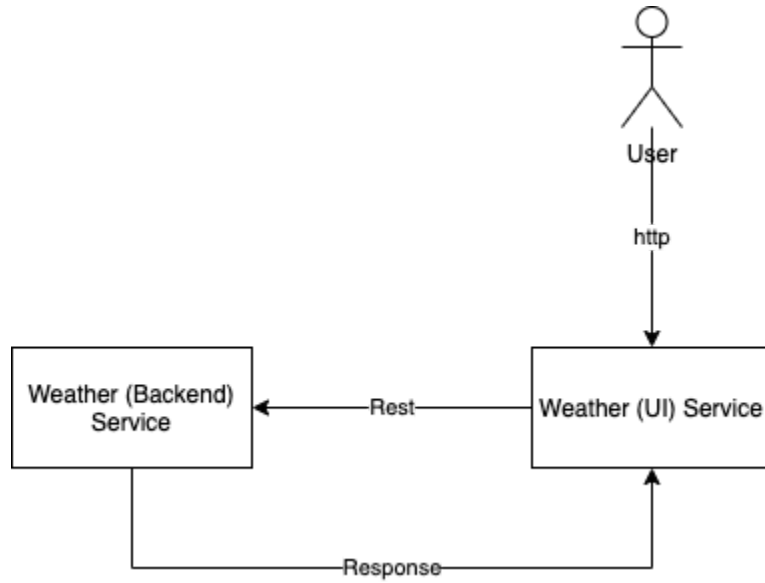 User
http
Weather (Backend)
Service
Rest
Weather (UI) Service
Response